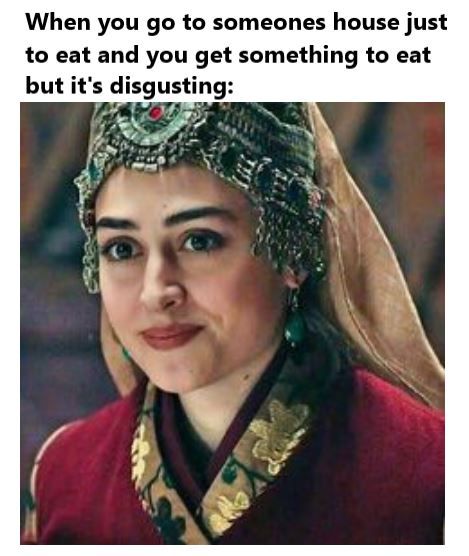 When you go to someones house just
to eat and you get something to eat
but it's disgusting: